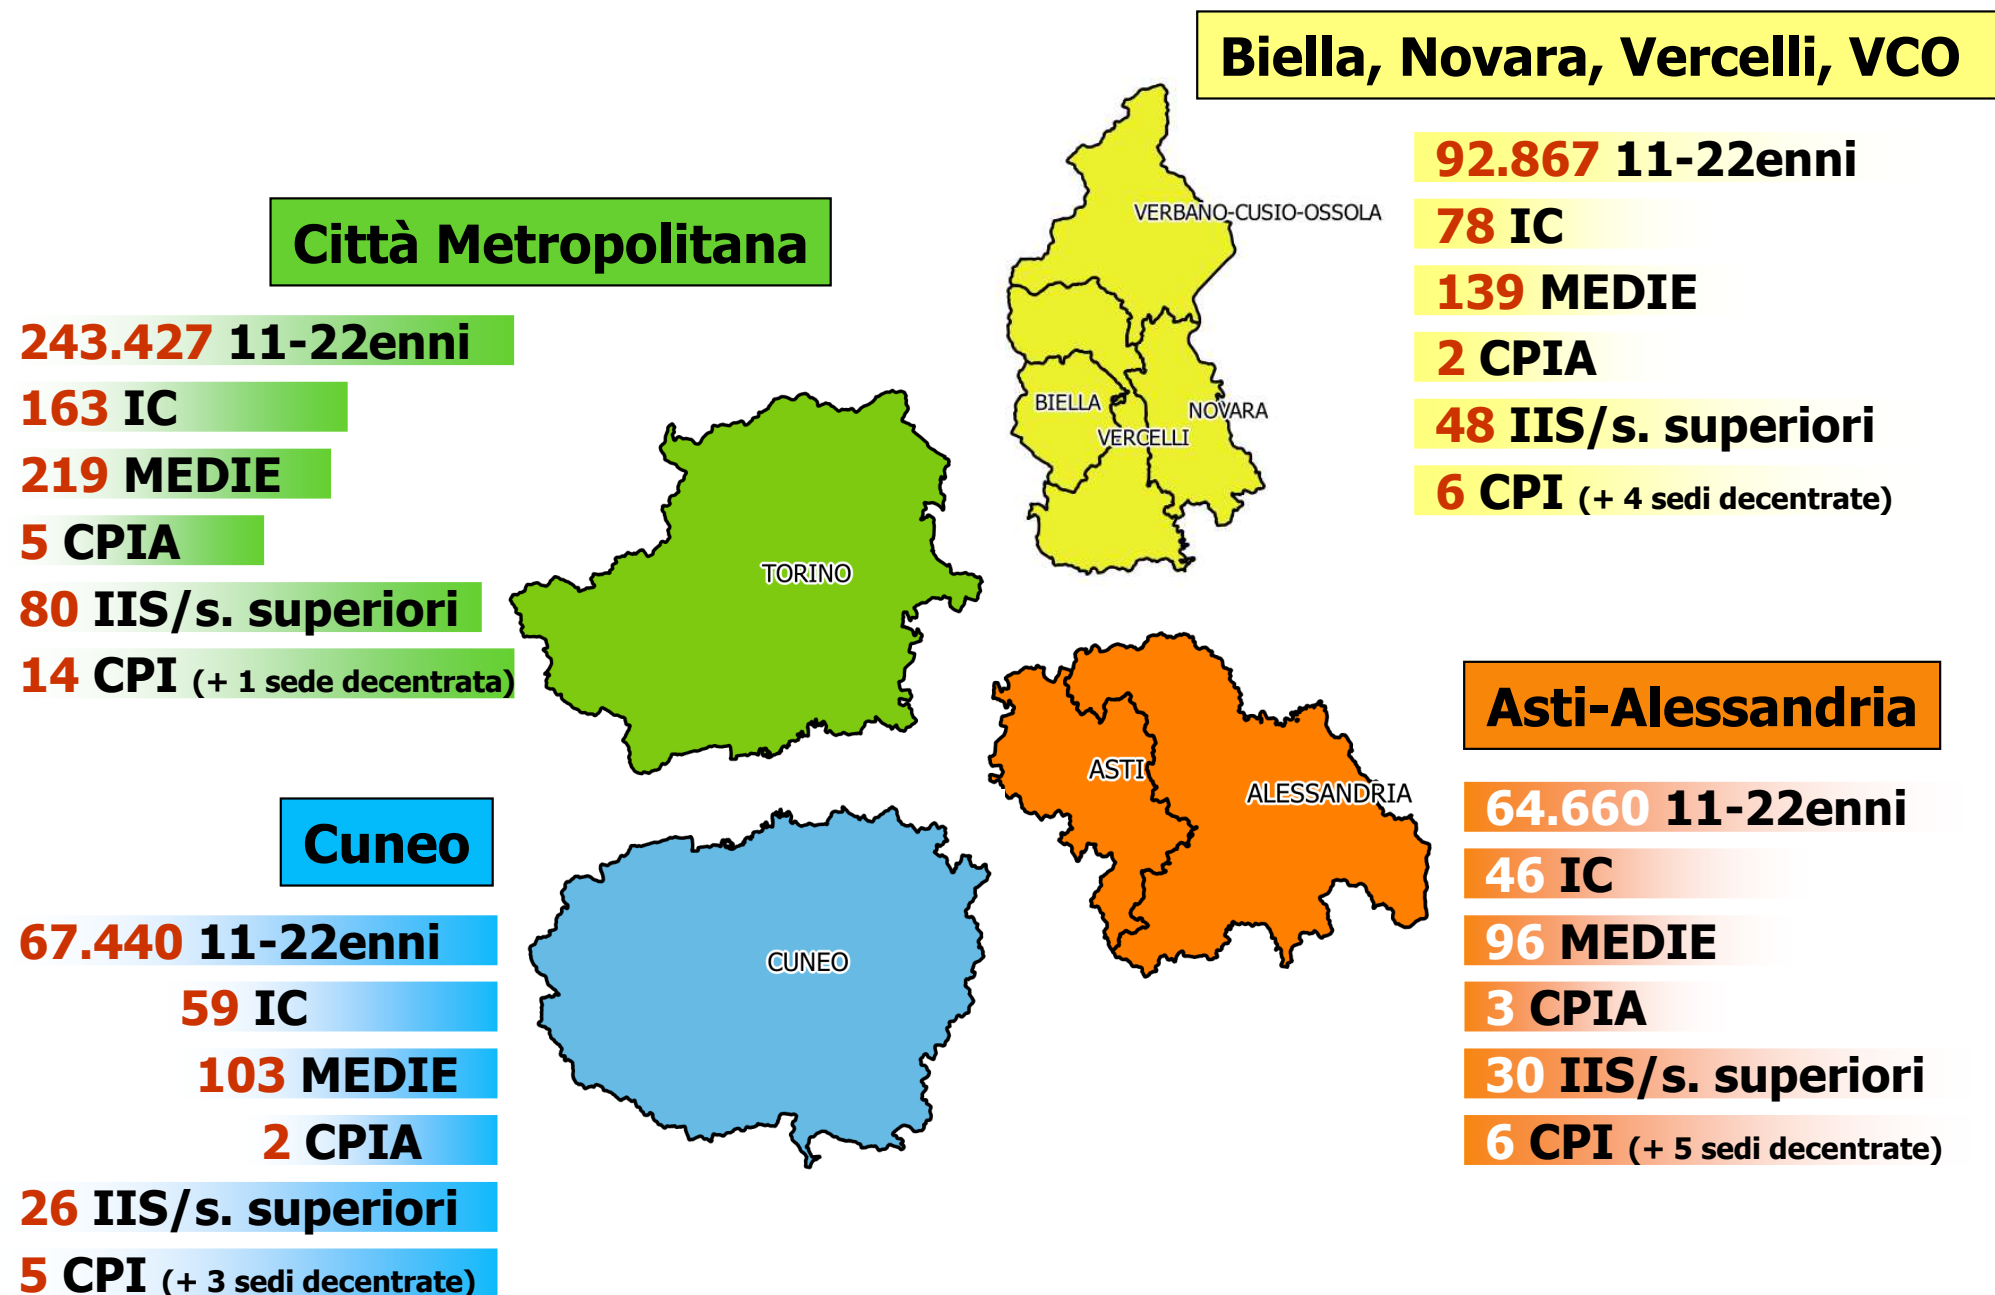 Biella, Novara, Vercelli, VCO
92.867 11-22enni
78 IC
139 MEDIE
2 CPIA
48 IIS/s. superiori
6 CPI (+ 4 sedi decentrate)
VERBANO-CUSIO-OSSOLA
BIELLA
NOVARA
VERCELLI
Città Metropolitana
243.427 11-22enni
163 IC
219 MEDIE
5 CPIA
80 IIS/s. superiori
14 CPI (+ 1 sede decentrata)
TORINO
Asti-Alessandria
64.660 11-22enni
46 IC
96 MEDIE
3 CPIA
30 IIS/s. superiori
6 CPI (+ 5 sedi decentrate)
ASTI
ALESSANDRIA
Cuneo
67.440 11-22enni
59 IC
103 MEDIE
2 CPIA
26 IIS/s. superiori
5 CPI (+ 3 sedi decentrate)
CUNEO